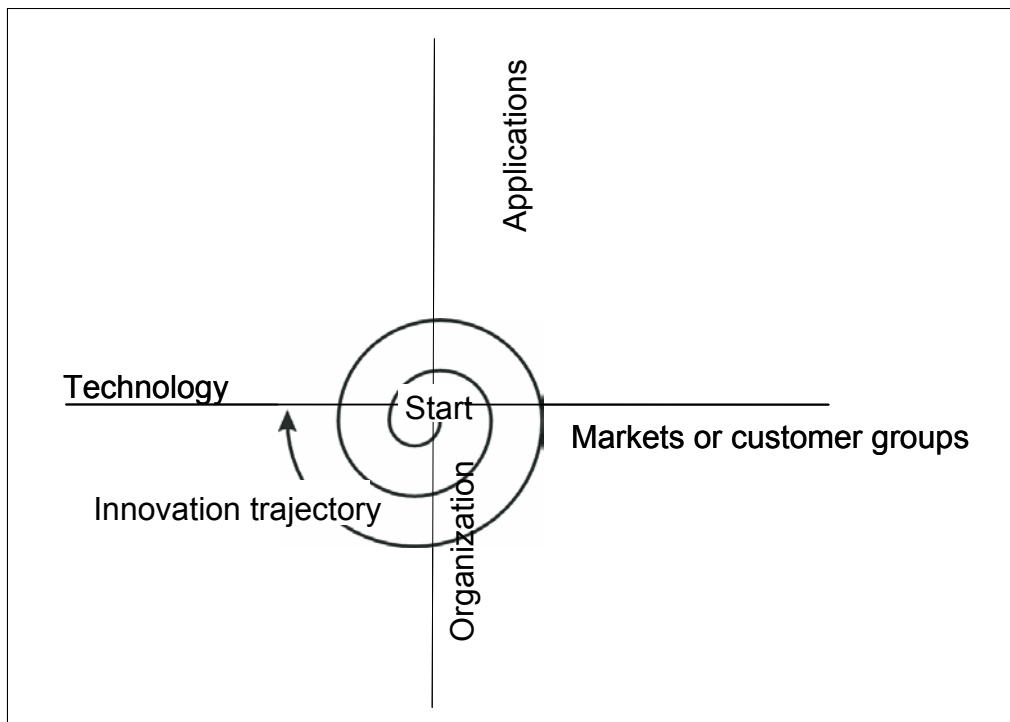 Applications
Technology
Start
Markets or customer groups
Innovation trajectory
Organization